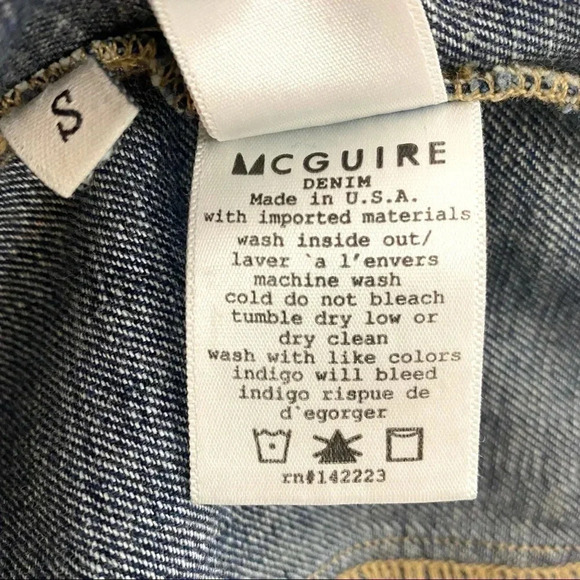 S
MCGUIRE
DENIM
Made in U.S.A.
with imported materials
wash inside out/
laver `a l'envers
machine wash
cold do not bleach
tumble dry low or
dry clean
wash with like colors
indigo will bleed
indigo rispue de
d`egorger
rn#142223